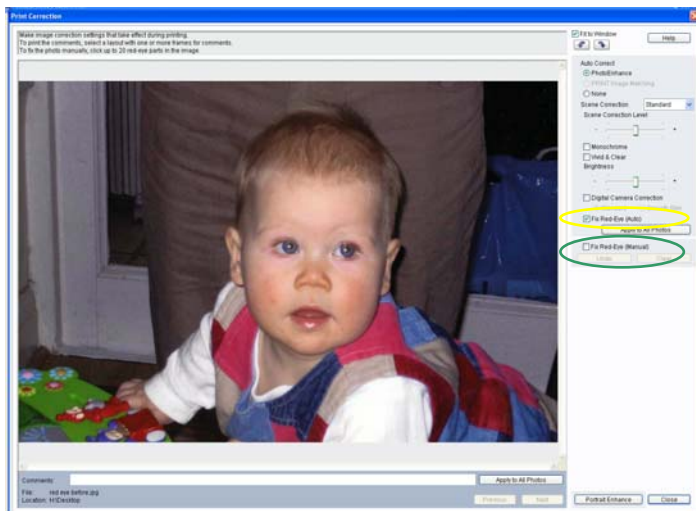 Print Correction
Make image correction settings that take effect during printing.
To print the comments, select a layout with one or more frames for comments.
To fix the photo manually, click up to 20 red eye parts in the image.
Fit to Window
Help
Auto Correct
PhotoEnhance
PRINT Image Matching
None
Scene Correction Standard
Scene Correction Level
- +
Monochrome
Vivid & Clear
Brightness
- +
Digital Camera Correction
Fix Red-Eye (Auto)
Apply to All Photos
Fix Red-Eye (Manual)
Undo Clear
Comments:
Apply to All Photos
File: red eye before.jpg
Location: H:\Desktop
Previous Next
Portrait Enhance Close